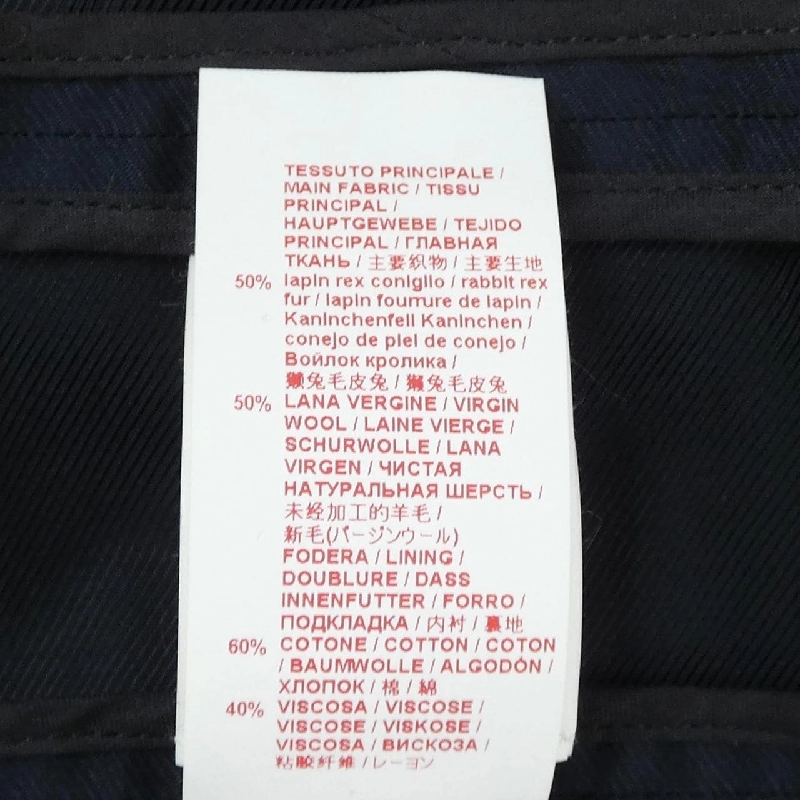 TESSUTO PRINCIPALE /
MAIN FABRIC / TISSU
PRINCIPAL /
HAUPTGEWEBE / TEJIDO
PRINCIPAL / ГЛАВНАЯ
ТКАНЬ / 主要织物 / 主要生地
50% lapin rex coniglio / rabbit rex
fur / lapin fourrure de lapin /
Kaninchenfell Kaninchen /
conejo de piel de conejo /
Войлок кролика /
獭兔毛皮兔 / 獺兔毛皮兔
50% LANA VERGINE / VIRGIN
WOOL / LAINE VIERGE /
SCHURWOLLE / LANA
VIRGEN / ЧИСТАЯ
НАТУРАЛЬНАЯ ШЕРСТЬ /
未经加工的羊毛 /
新毛(バージンウール)
FODERA / LINING /
DOUBLURE / DASS
INNENFUTTER / FORRO /
ПОДКЛАДКА / 内衬 / 裏地
60% COTONE / COTTON / COTON
/ BAUMWOLLE / ALGODÓN /
ХЛОПОК / 棉 / 綿
40% VISCOSA / VISCOSE /
VISCOSE / VISKOSE /
VISCOSA / ВИСКОЗА /
粘胶纤维 / レーヨン